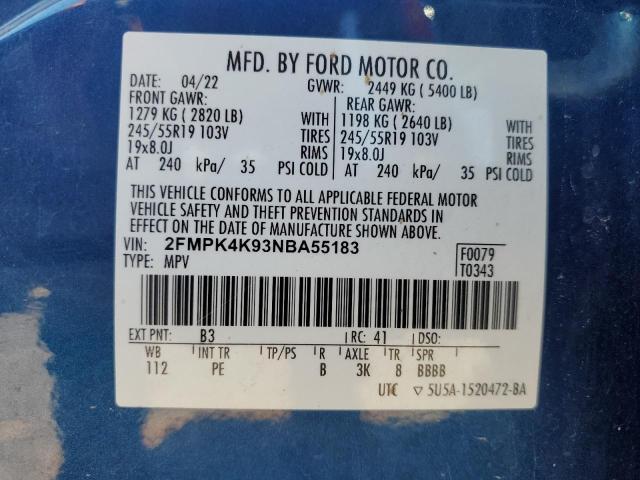 MFD. BY FORD MOTOR CO.
DATE: 04/22 GVWR: 2449 KG ( 5400 LB)
FRONT GAWR: REAR GAWR:
1279 KG ( 2820 LB) WITH 1198 KG ( 2640 LB) WITH
245/55R19 103V TIRES 245/55R19 103V TIRES
19x8.0J RIMS 19x8.0J RIMS
AT 240 kPa/ 35 PSI COLD AT 240 kPa/ 35 PSI COLD
THIS VEHICLE CONFORMS TO ALL APPLICABLE FEDERAL MOTOR
VEHICLE SAFETY AND THEFT PREVENTION STANDARDS IN
EFFECT ON THE DATE OF MANUFACTURE SHOWN ABOVE.
VIN: 2FMPK4K93NBA55183 F0079
TYPE: MPV T0343
EXT PNT: B3 RC: 41 DSO:
WB INT TR TP/PS R AXLE TR SPR
112 PE B 3K 8 BBBB
UTC ▽ 5U5A-1520472-BA